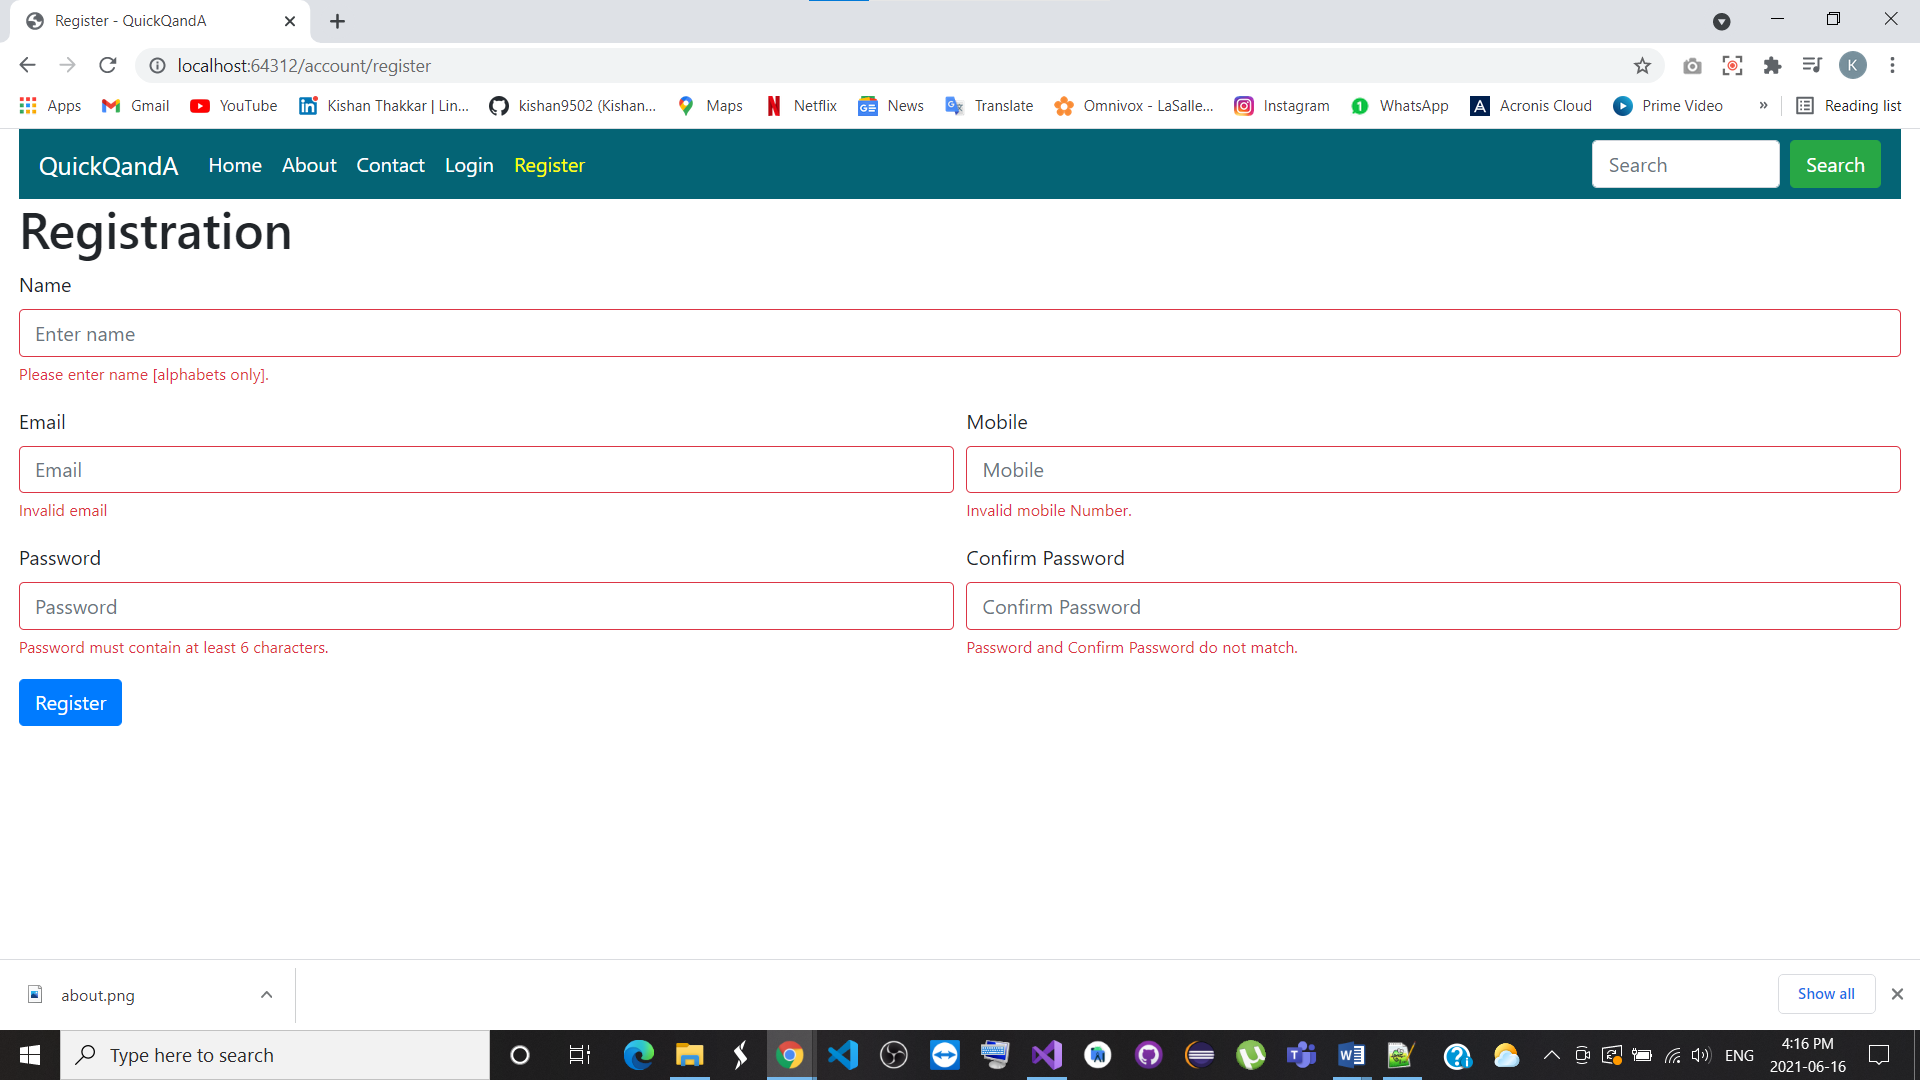 Register - QuickQandA
localhost:64312/account/register
K
Apps Gmail YouTube Kishan Thakkar | Lin... kishan9502 (Kishan... Maps Netflix News Translate Omnivox - LaSalle... Instagram WhatsApp Acronis Cloud Prime Video » Reading list
QuickQandA Home About Contact Login Register Search Search
Registration
Name
Enter name
Please enter name [alphabets only].
Email Mobile
Email Mobile
Invalid email Invalid mobile Number.
Password Confirm Password
Password Confirm Password
Password must contain at least 6 characters. Password and Confirm Password do not match.
Register
about.png Show all
Type here to search ENG 4:16 PM
2021-06-16